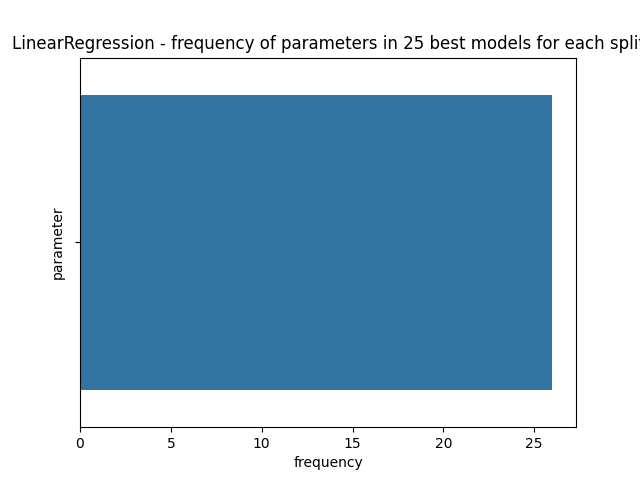 LinearRegression - frequency of parameters in 25 best models for each split
parameter
0 5 10 15 20 25
frequency